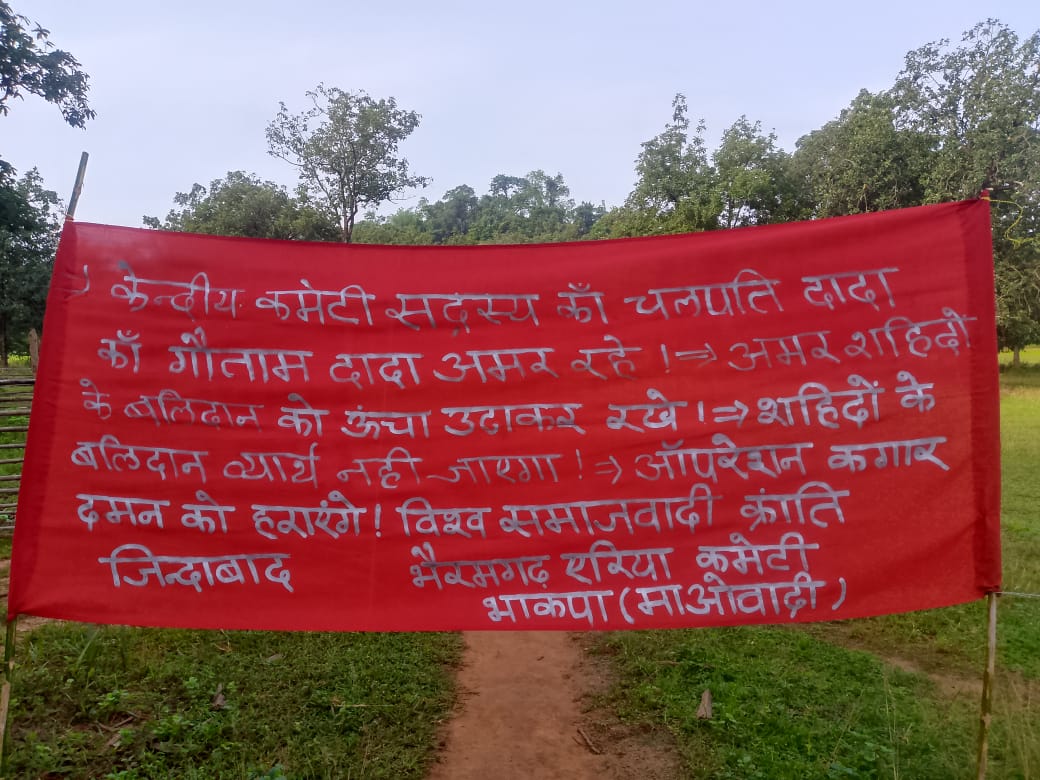 ) केन्द्रीय कमेटी सदस्य काँ चलपति दादा
काँ गौताम दादा अमर रहे ! ⇒ अमर शहिदों
के बलिदान को ऊंचा उटाकर रखे ! ⇒ शहिदों के
बलिदान व्यार्थ नही जाएगा ! ⇒ ऑपरेशन कगार
दमन को हराएंगे ! विश्व समाजवादी क्रांति
जिन्दाबाद भैरमगढ़ एरिया कमेटी
भाकपा (माओवादी)